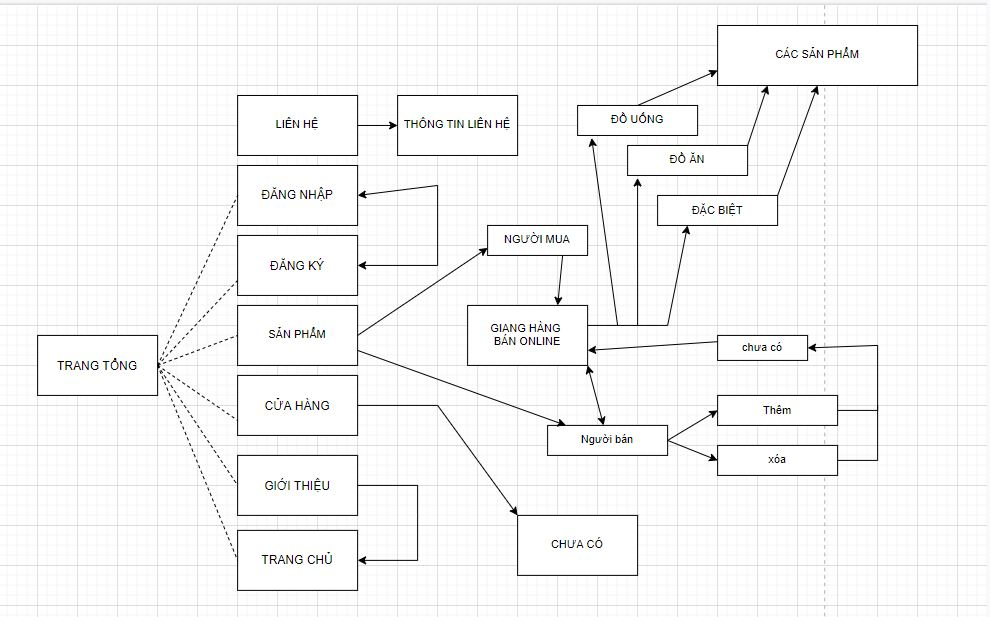 CÁC SẢN PHẨM
ĐỒ UỐNG
LIÊN HỆ
THÔNG TIN LIÊN HỆ
ĐỒ ĂN
ĐĂNG NHẬP
ĐẶC BIỆT
NGƯỜI MUA
ĐĂNG KÝ
SẢN PHẨM
GIANG HÀNG
BÁN ONLINE
chưa có
TRANG TỔNG
CỬA HÀNG
Thêm
Người bán
xóa
GIỚI THIỆU
CHƯA CÓ
TRANG CHỦ